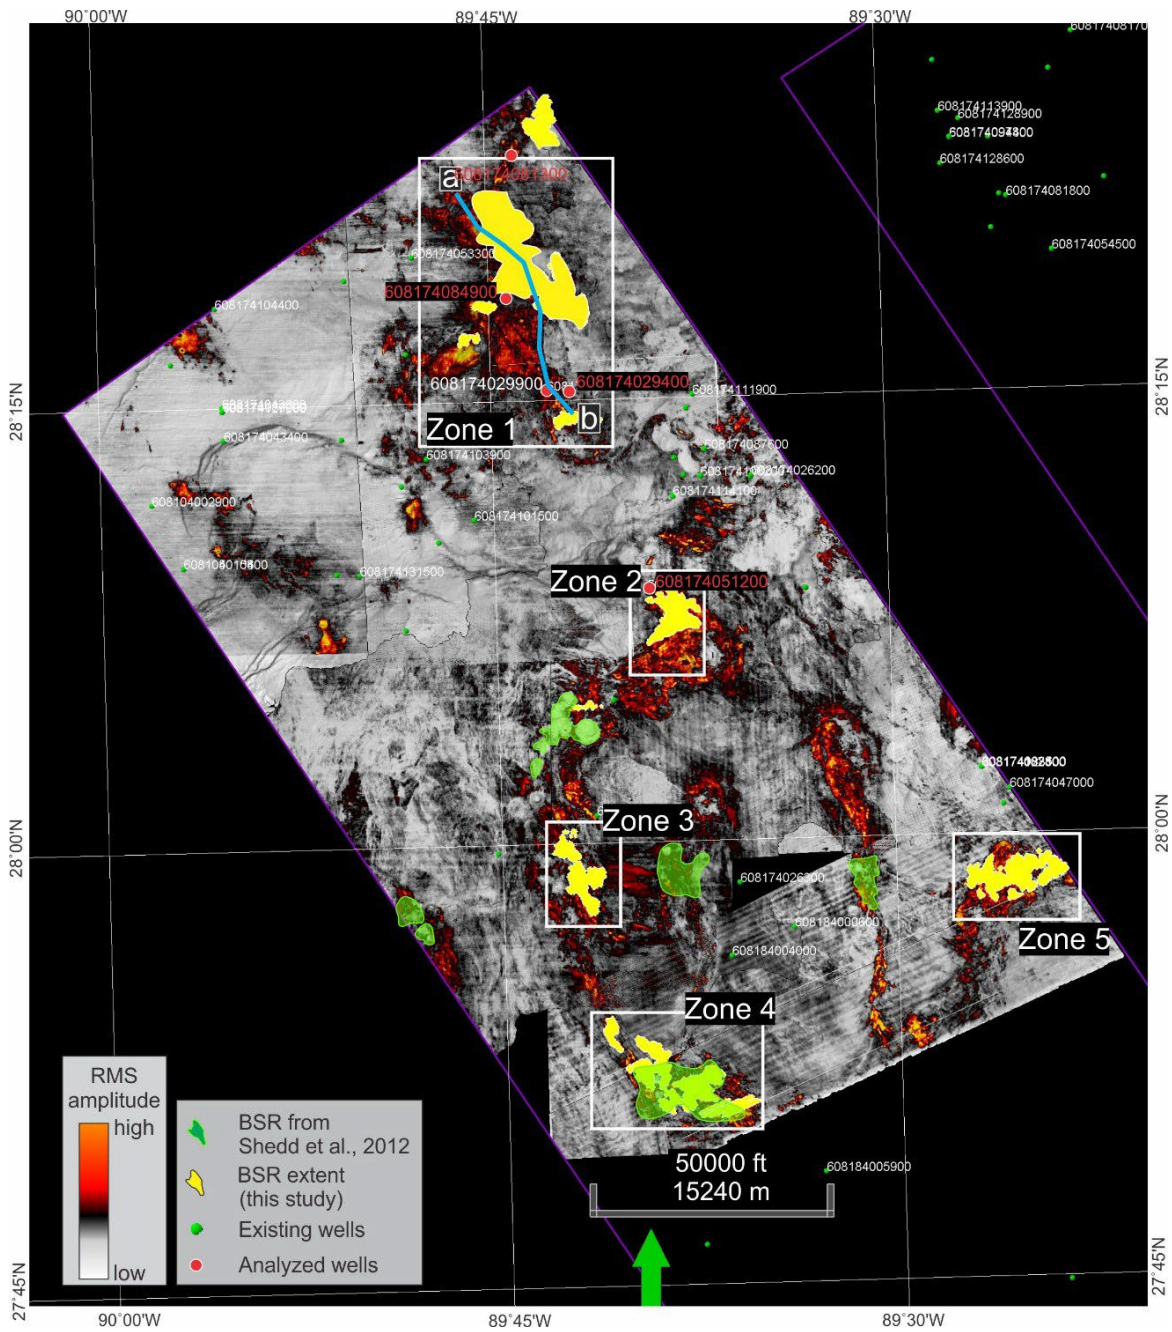 90°00'W
89°45'W
89°30'W
608174081700
608174113900
608174128900
608174128600
608174081800
608174054500
a
608174081300
608174053300
608174084900
608174104400
608174029900
608174029400
608174111900
28°15'N
28°15'N
b
Zone 1
608174043400
608174087600
608174103900
608174026200
608174114100
608104002900
608174101500
608174131500
Zone 2
608174051200
608174047000
28°00'N
28°00'N
Zone 3
608174026300
608184000600
608184004000
Zone 5
Zone 4
RMS
amplitude
high
low
BSR from
Shedd et al., 2012
BSR extent
(this study)
Existing wells
Analyzed wells
50000 ft
15240 m
608184005900
27°45'N
27°45'N
90°00'W
89°45'W
89°30'W